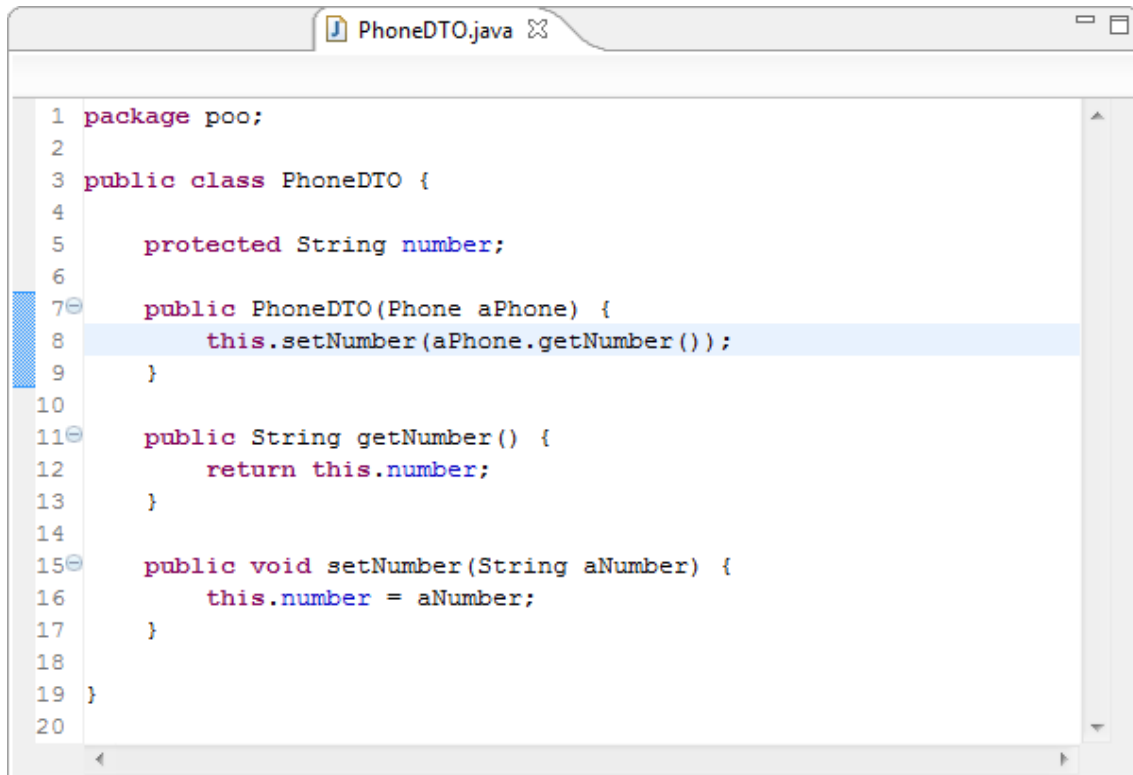 PhoneDTO.java
1 package poo;
2
3 public class PhoneDTO {
4
5     protected String number;
6
7     public PhoneDTO(Phone aPhone) {
8         this.setNumber(aPhone.getNumber());
9     }
10
11     public String getNumber() {
12         return this.number;
13     }
14
15     public void setNumber(String aNumber) {
16         this.number = aNumber;
17     }
18
19 }
20